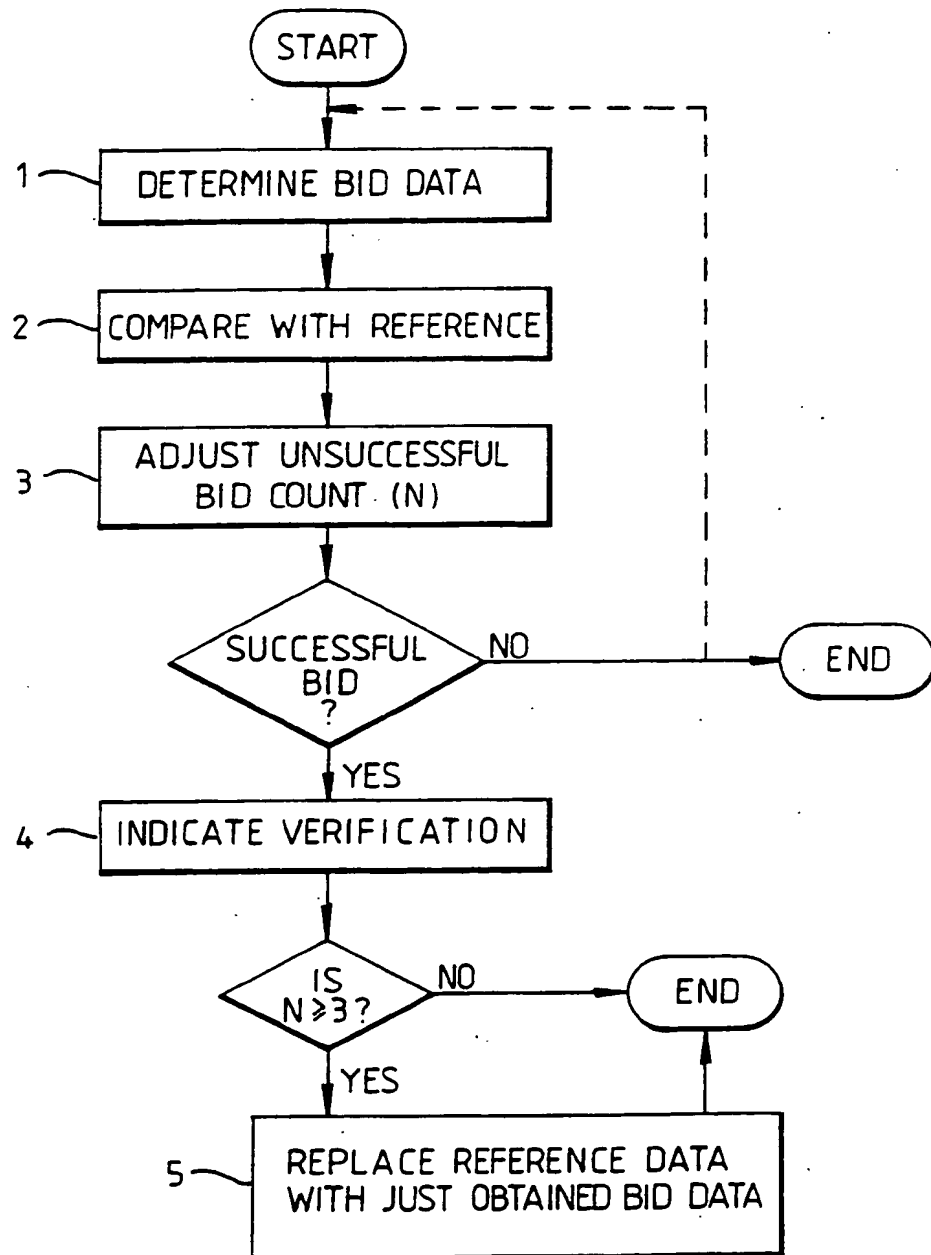 START
1
DETERMINE BID DATA
2
COMPARE WITH REFERENCE
3
ADJUST UNSUCCESSFUL
BID COUNT (N)
SUCCESSFUL
BID
?
NO
END
YES
4
INDICATE VERIFICATION
IS
N≥3?
NO
END
YES
5
REPLACE REFERENCE DATA
WITH JUST OBTAINED BID DATA